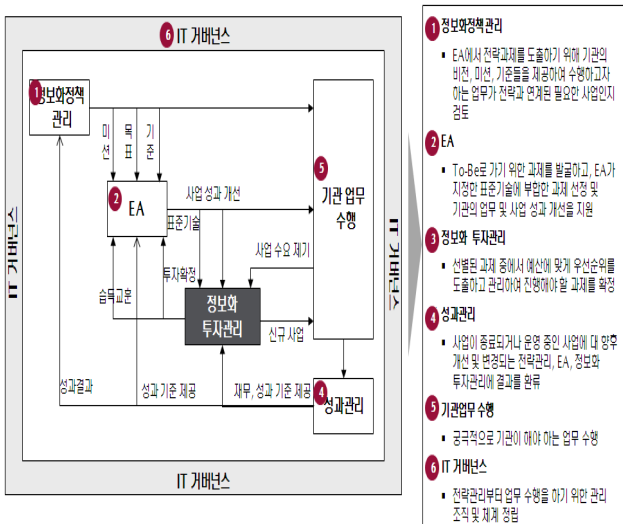 6 IT 거버넌스
1 정보화정책
관리
미션
목표
기준
5
기관 업무
수행
2
EA
사업 성과 개선
표준기술
사업 수요 제기
습득교훈
투자확정
정보화
투자관리
신규 사업
성과결과
성과 기준 제공
재무, 성과 기준 제공
4
성과관리
IT 거버넌스
IT 거버넌스
IT 거버넌스
1 정보화정책관리
▪ EA에서 전략과제를 도출하기 위해 기관의
비전, 미션, 기준들을 제공하여 수행하고자
하는 업무가 전략과 연계된 필요한 사업인지
검토
2 EA
▪ To-Be로 가기 위한 과제를 발굴하고, EA가
지정한 표준기술에 부합한 과제 선정 및
기관의 업무 및 사업 성과 개선을 지원
3 정보화 투자관리
▪ 선별된 과제 중에서 예산에 맞게 우선순위를
도출하고 관리하여 진행해야 할 과제를 확정
4 성과관리
▪ 사업이 종료되거나 운영 중인 사업에 대 향후
개선 및 변경되는 전략관리, EA, 정보화
투자관리에 결과를 환류
5 기관업무 수행
▪ 궁극적으로 기관이 해야 하는 업무 수행
6 IT 거버넌스
▪ 전략관리부터 업무 수행을 하기 위한 관리
조직 및 체계 정립